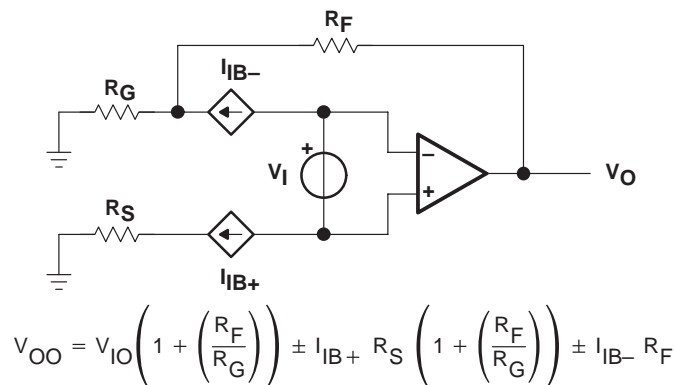 RF
IIB–
RG
+
VI
–
+
VO
RS
IIB+
VOO = VIO(1 + (RF/RG)) ± IIB+ RS (1 + (RF/RG)) ± IIB– RF